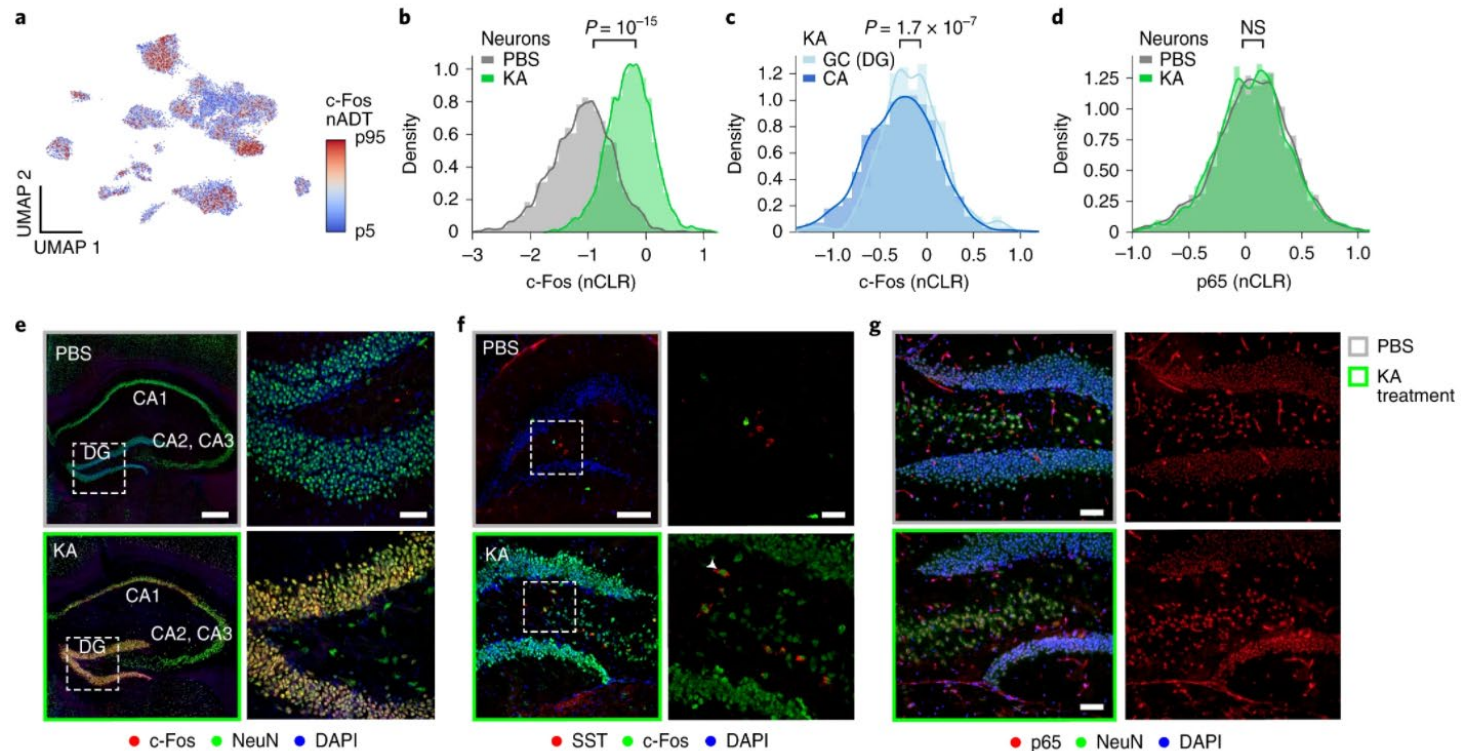 a
c-Fos
nADT
p95
p5
UMAP 2
UMAP 1
b
P = 10⁻¹⁵
Neurons
PBS
KA
Density
1.0
0.8
0.6
0.4
0.2
0
−3 −2 −1 0 1
c-Fos (nCLR)
c
P = 1.7 × 10⁻⁷
KA
GC (DG)
CA
Density
1.2
1.0
0.8
0.6
0.4
0.2
0
−1.0 −0.5 0 0.5 1.0
c-Fos (nCLR)
d
NS
Neurons
PBS
KA
Density
1.25
1.00
0.75
0.50
0.25
0
−1.0 −0.5 0 0.5 1.0
p65 (nCLR)
e
PBS
CA1
CA2, CA3
DG
KA
CA1
CA2, CA3
DG
c-Fos NeuN DAPI
f
PBS
KA
SST c-Fos DAPI
g
PBS
KA
treatment
p65 NeuN DAPI